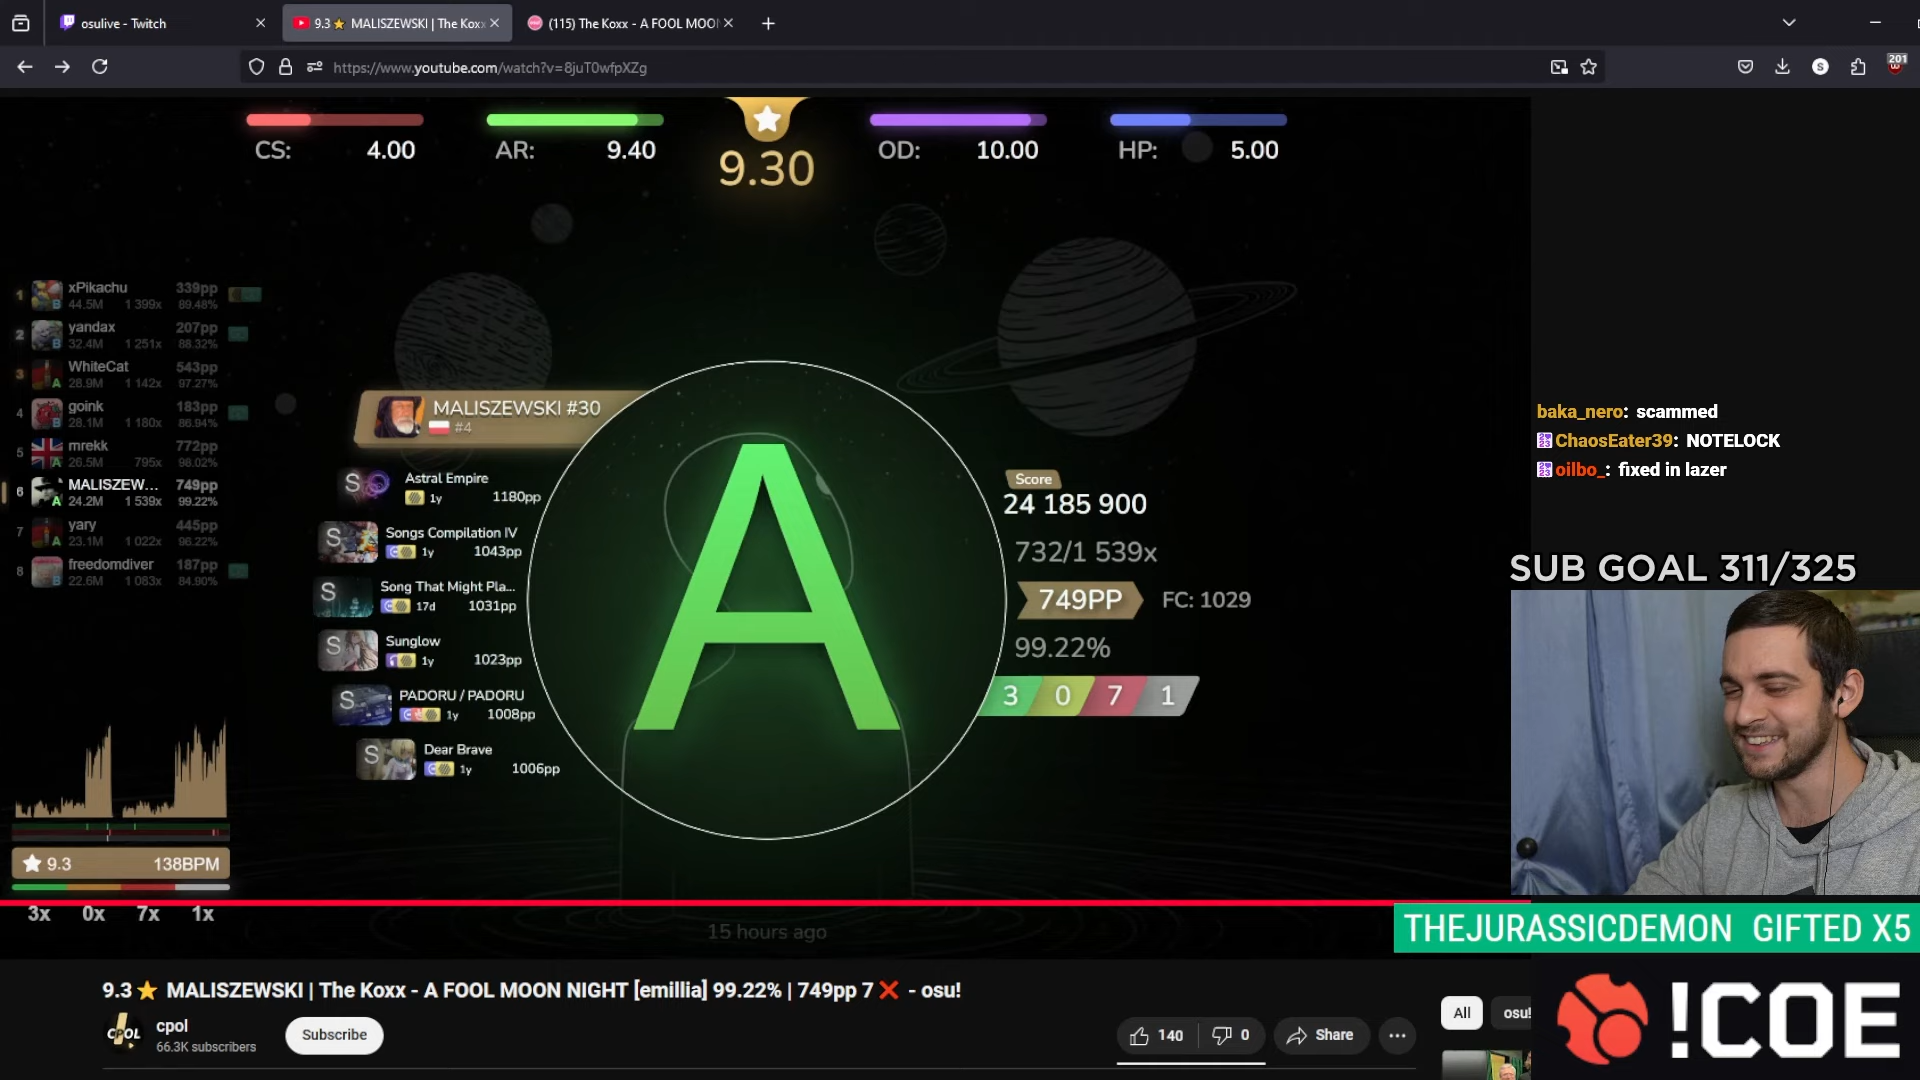 osulive - Twitch
9.3 ⭐ MALISZEWSKI | The Koxx
(115) The Koxx - A FOOL MOON
https://www.youtube.com/watch?v=8juT0wfpXZg
201
S
CS: 4.00
AR: 9.40
9.30
OD: 10.00
HP: 5.00
1 xPikachu 339pp
B 44.5M 1 399x 89.48%
2 yandax 207pp
B 32.4M 1 251x 88.32%
3 WhiteCat 543pp
A 28.9M 1 142x 97.27%
4 goink 183pp
B 28.1M 1 180x 86.94%
5 mrekk 772pp
A 26.5M 795x 98.02%
6 MALISZEW... 749pp
A 24.2M 1 539x 99.22%
7 yary 445pp
A 23.1M 1 022x 96.22%
8 freedomdiver 187pp
B 22.6M 1 063x 84.90%
MALISZEWSKI #30
#4
S Astral Empire
1y 1180pp
S Songs Compilation IV
1y 1043pp
S Song That Might Pla...
17d 1031pp
S Sunglow
1y 1023pp
S PADORU / PADORU
1y 1008pp
S Dear Brave
1y 1006pp
A
Score
24 185 900
732/1 539x
749PP FC: 1029
99.22%
3 0 7 1
baka_nero: scammed
ChaosEater39: NOTELOCK
oilbo_: fixed in lazer
SUB GOAL 311/325
9.3 138BPM
3x 0x 7x 1x
15 hours ago
THEJURASSICDEMON GIFTED X5
9.3 ⭐ MALISZEWSKI | The Koxx - A FOOL MOON NIGHT [emillia] 99.22% | 749pp 7 ❌ - osu!
CPOL
cpol
66.3K subscribers
Subscribe
140
0
Share
All
osu!
!COE